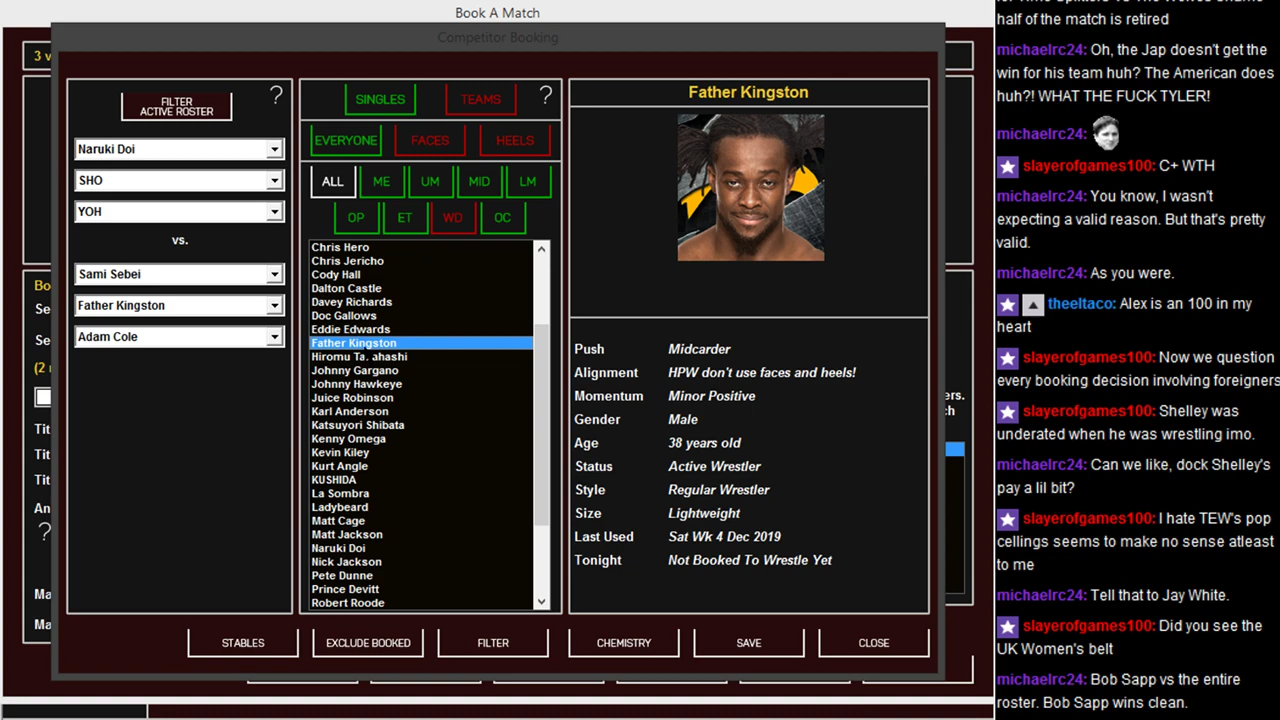 Book A Match
Competitor Booking
3 v
FILTER
ACTIVE ROSTER
?
Naruki Doi
SHO
YOH
vs.
Sami Sebei
Father Kingston
Adam Cole
SINGLES
TEAMS
?
EVERYONE
FACES
HEELS
ALL
ME
UM
MID
LM
OP
ET
WD
OC
Chris Hero
Chris Jericho
Cody Hall
Dalton Castle
Davey Richards
Doc Gallows
Eddie Edwards
Father Kingston
Hiromu Ta. ahashi
Johnny Gargano
Johnny Hawkeye
Juice Robinson
Karl Anderson
Katsuyori Shibata
Kenny Omega
Kevin Kiley
Kurt Angle
KUSHIDA
La Sombra
Ladybeard
Matt Cage
Matt Jackson
Naruki Doi
Nick Jackson
Pete Dunne
Prince Devitt
Robert Roode
Father Kingston
Push Midcarder
Alignment HPW don't use faces and heels!
Momentum Minor Positive
Gender Male
Age 38 years old
Status Active Wrestler
Style Regular Wrestler
Size Lightweight
Last Used Sat Wk 4 Dec 2019
Tonight Not Booked To Wrestle Yet
STABLES
EXCLUDE BOOKED
FILTER
CHEMISTRY
SAVE
CLOSE
Bo
Se
Se
(2
Tit
Tit
Tit
An
?
Ma
Ma
ers.
ch
half of the match is retired
michaelrc24: Oh, the Jap doesn't get the
win for his team huh? The American does
huh?! WHAT THE FUCK TYLER!
michaelrc24:
slayerofgames100: C+ WTH
michaelrc24: You know, I wasn't
expecting a valid reason. But that's pretty
valid.
michaelrc24: As you were.
theeltaco: Alex is an 100 in my
heart
slayerofgames100: Now we question
every booking decision involving foreigners
slayerofgames100: Shelley was
underated when he was wrestling imo.
michaelrc24: Can we like, dock Shelley's
pay a lil bit?
slayerofgames100: I hate TEW's pop
cellings seems to make no sense atleast
to me
michaelrc24: Tell that to Jay White.
slayerofgames100: Did you see the
UK Women's belt
michaelrc24: Bob Sapp vs the entire
roster. Bob Sapp wins clean.